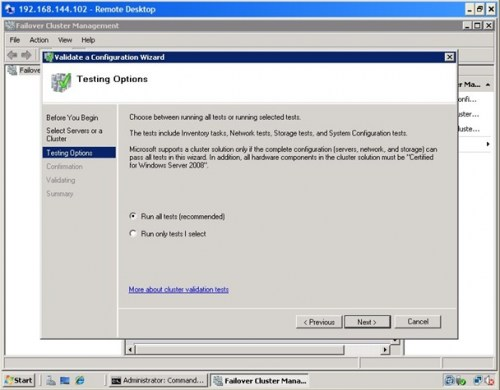 192.168.144.102 - Remote Desktop
Failover Cluster Management
File Action View Help
Validate a Configuration Wizard
Failover
Testing Options
Before You Begin
Select Servers or a
Cluster
Testing Options
Confirmation
Validating
Summary
Choose between running all tests or running selected tests.
The tests include Inventory tasks, Network tests, Storage tests, and System Configuration tests.
Microsoft supports a cluster solution only if the complete configuration (servers, network, and storage) can
pass all tests in this wizard. In addition, all hardware components in the cluster solution must be "Certified
for Windows Server 2008".
Run all tests (recommended)
Run only tests I select
More about cluster validation tests
< Previous
Next >
Cancel
er Ma...
onfi...
uster...
uste...
Start
Administrator: Command...
Failover Cluster Mana...